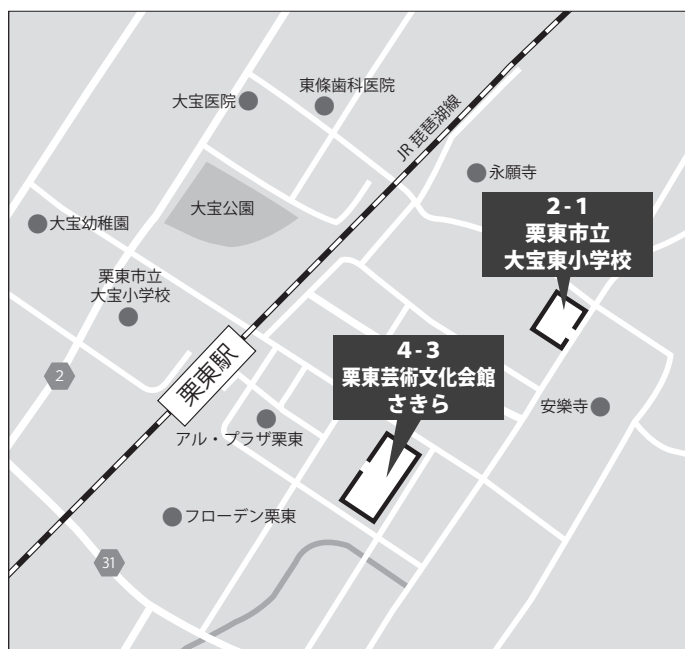 東條歯科医院
大宝医院
JR 琵琶湖線
永願寺
2-1
栗東市立
大宝東小学校
大宝公園
大宝幼稚園
栗東市立
大宝小学校
栗東駅
4-3
栗東芸術文化会館
さきら
2
安樂寺
アル・プラザ栗東
フローデン栗東
31